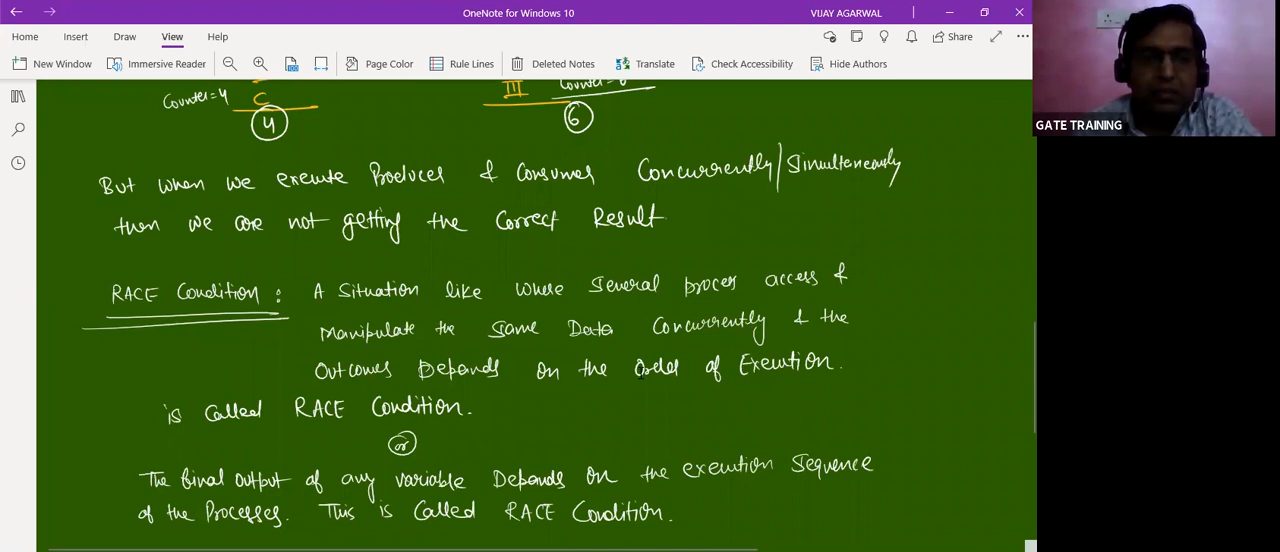 OneNote for Windows 10
VIJAY AGARWAL
Home Insert Draw View Help
Share
New Window Immersive Reader Page Color Rule Lines Deleted Notes Translate Check Accessibility Hide Authors
Counter=4 C III Counter=6
4 6
GATE TRAINING
But when we execute Producer & Consumer Concurrently/Simultaneously
then we are not getting the Correct Result
RACE Condition : A Situation like where Several process access &
Manipulate the Same Data Concurrently & the
Outcomes Depends on the Order of Execution.
is Called RACE Condition.
or
The final output of any variable Depends on the execution Sequence
of the Processes. This is Called RACE Condition.